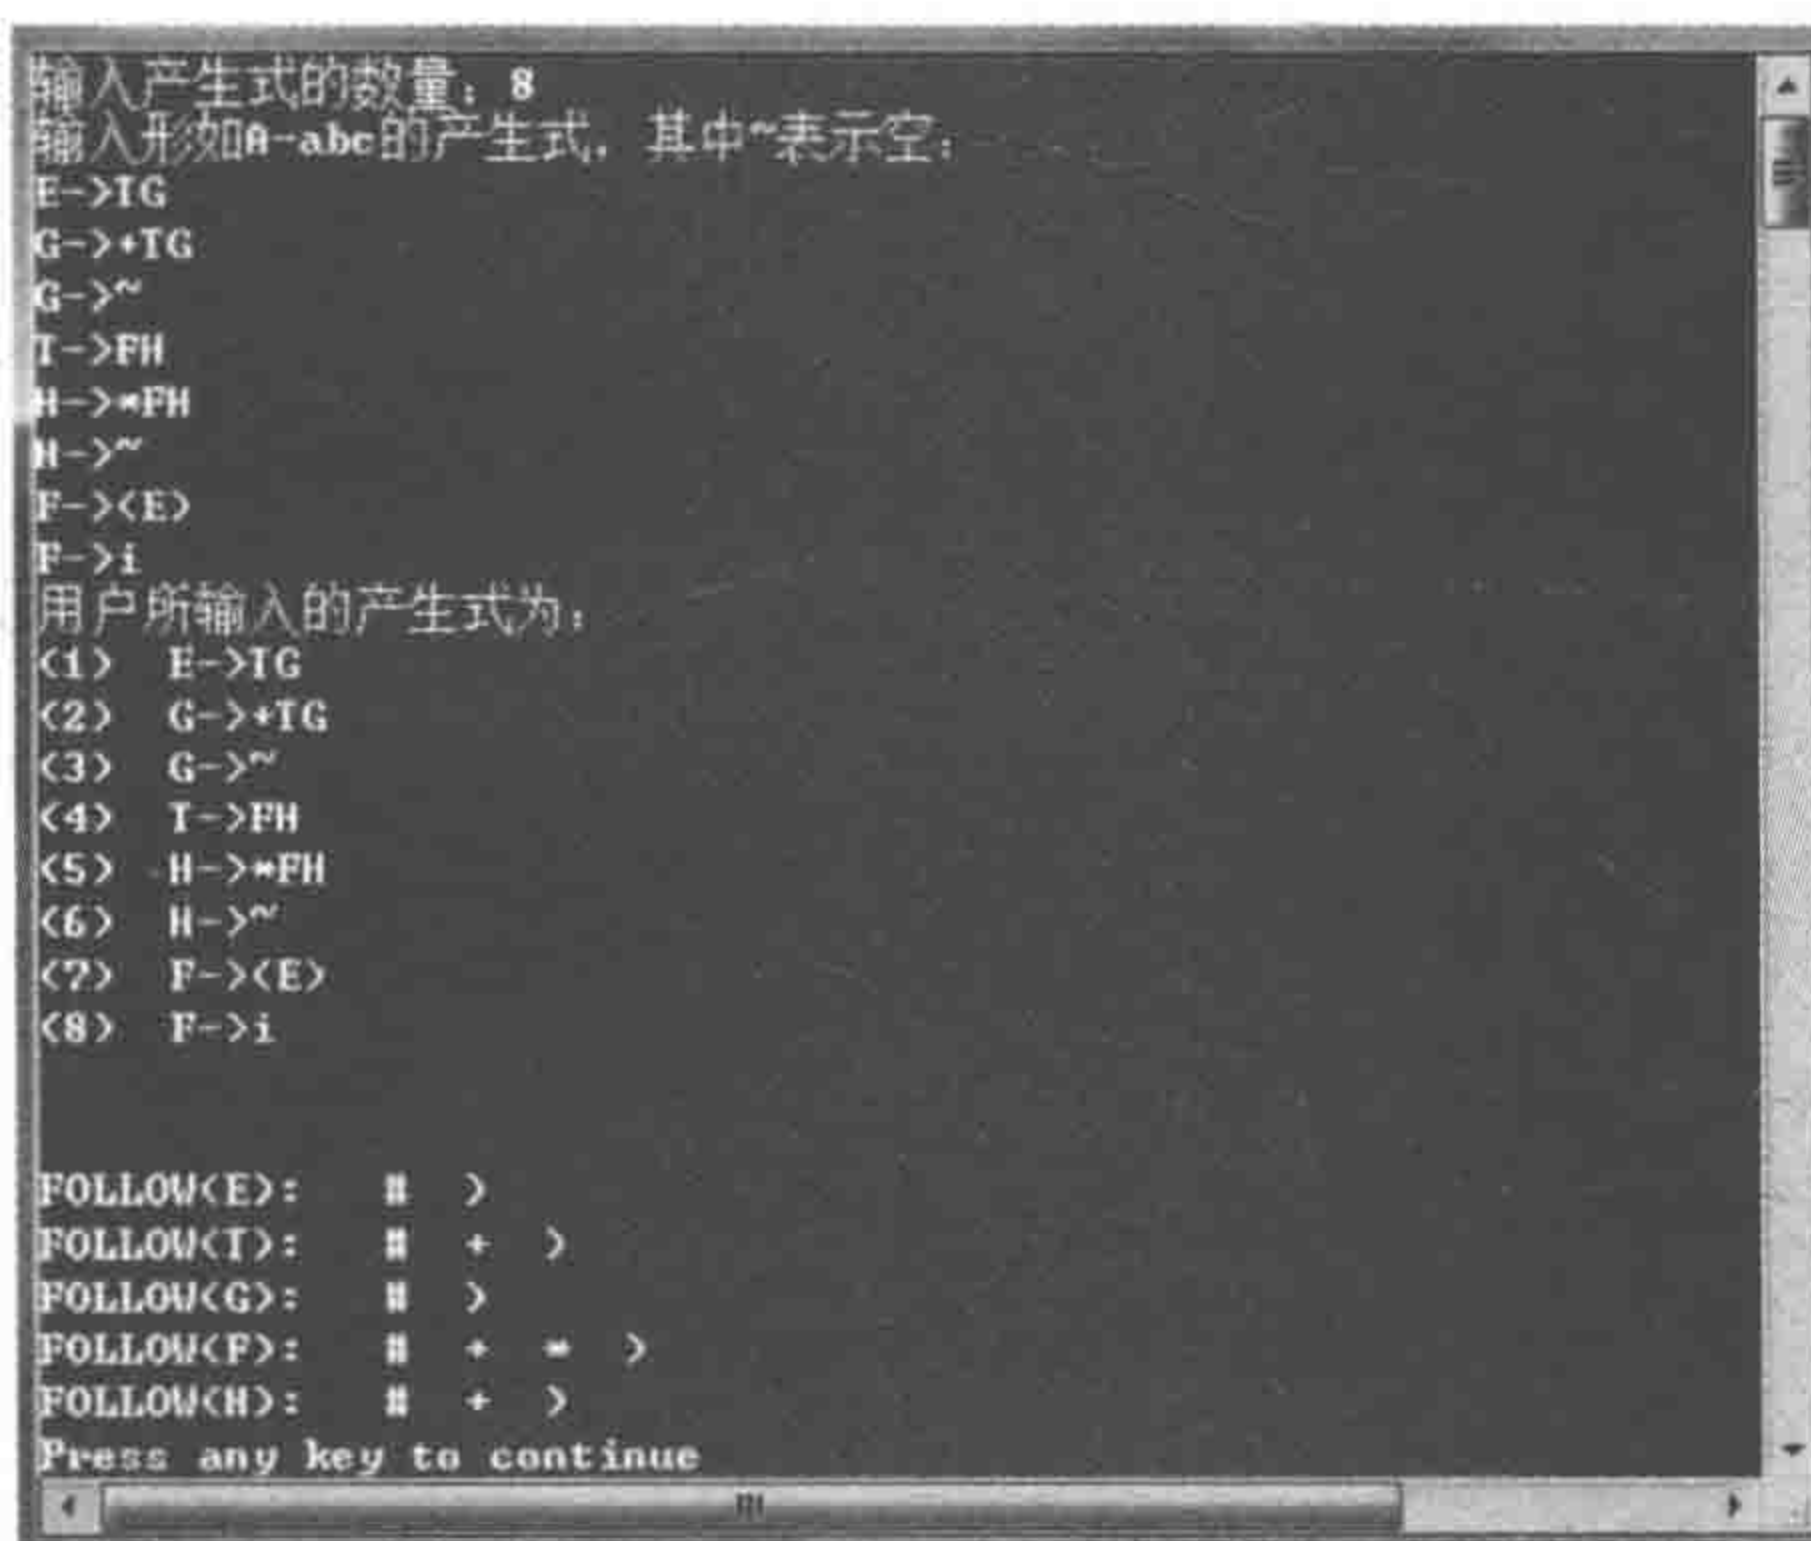 输入产生式的数量：8
输入形如A-abc的产生式，其中~表示空：
E->TG
G->+TG
G->~
T->FH
H->*FH
H->~
F->(E)
F->i
用户所输入的产生式为：
(1) E->TG
(2) G->+TG
(3) G->~
(4) T->FH
(5) H->*FH
(6) H->~
(7) F->(E)
(8) F->i
FOLLOW(E): # )
FOLLOW(T): # + )
FOLLOW(G): # )
FOLLOW(F): # + * )
FOLLOW(H): # + )
Press any key to continue